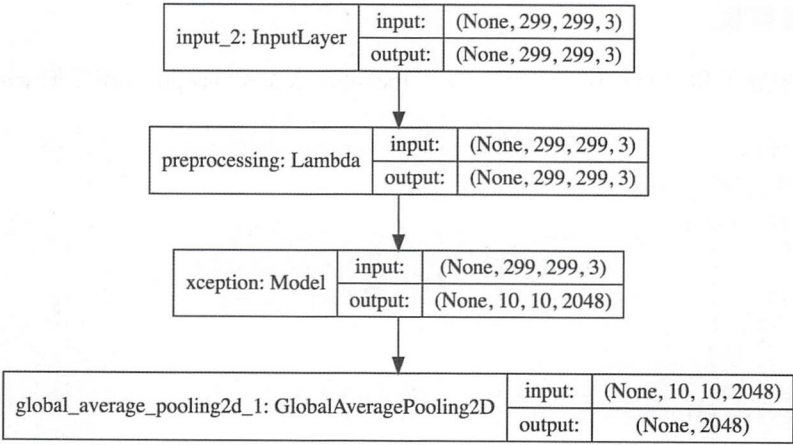 input_2: InputLayer
input: (None, 299, 299, 3)
output: (None, 299, 299, 3)
preprocessing: Lambda
input: (None, 299, 299, 3)
output: (None, 299, 299, 3)
xception: Model
input: (None, 299, 299, 3)
output: (None, 10, 10, 2048)
global_average_pooling2d_1: GlobalAveragePooling2D
input: (None, 10, 10, 2048)
output: (None, 2048)